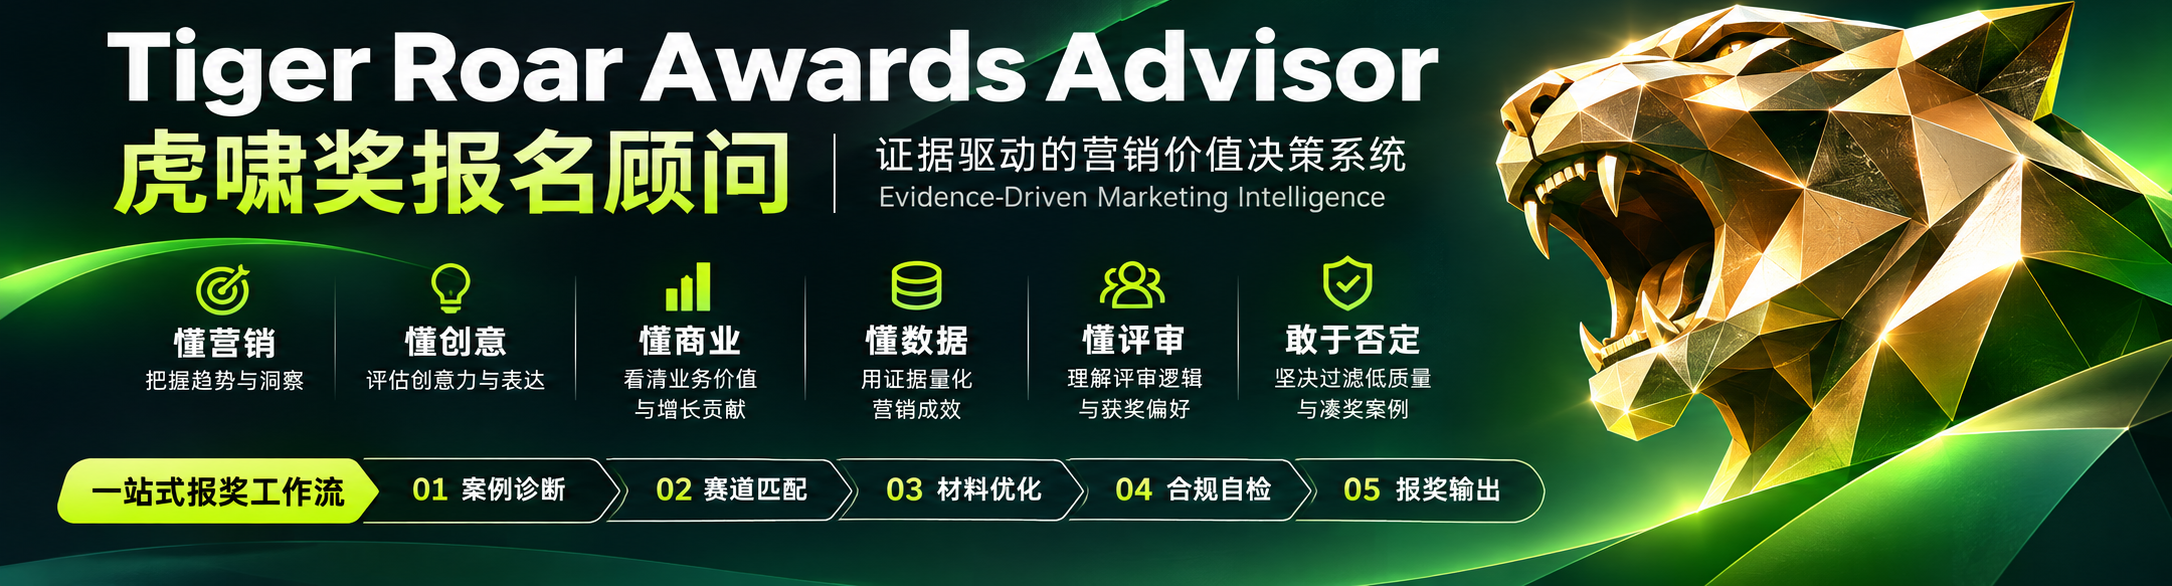 Tiger Roar Awards Advisor
虎啸奖报名顾问
证据驱动的营销价值决策系统
Evidence-Driven Marketing Intelligence
懂营销
把握趋势与洞察
懂创意
评估创意力与表达
懂商业
看清业务价值
与增长贡献
懂数据
用证据量化
营销成效
懂评审
理解评审逻辑
与获奖偏好
敢于否定
坚决过滤低质量
与凑奖案例
一站式报奖工作流
01 案例诊断
02 赛道匹配
03 材料优化
04 合规自检
05 报奖输出